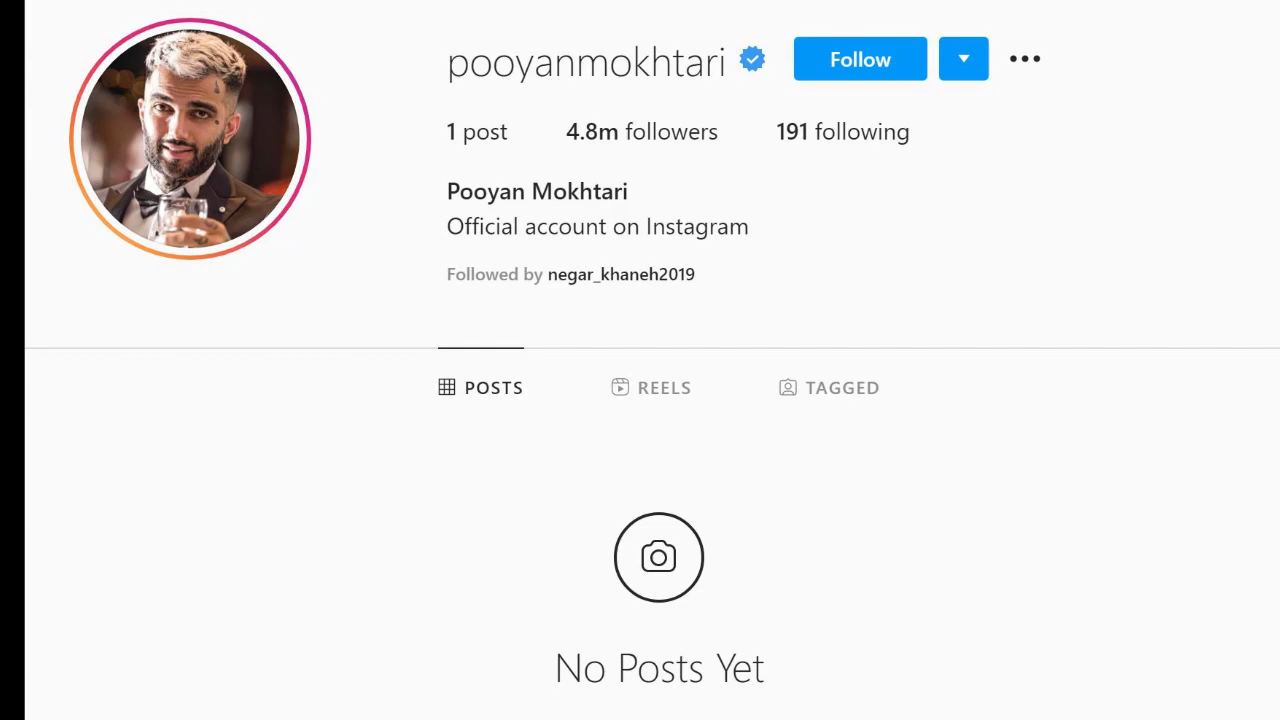 pooyanmokhtari Follow
1 post 4.8m followers 191 following
Pooyan Mokhtari
Official account on Instagram
Followed by negar_khaneh2019
POSTS REELS TAGGED
No Posts Yet